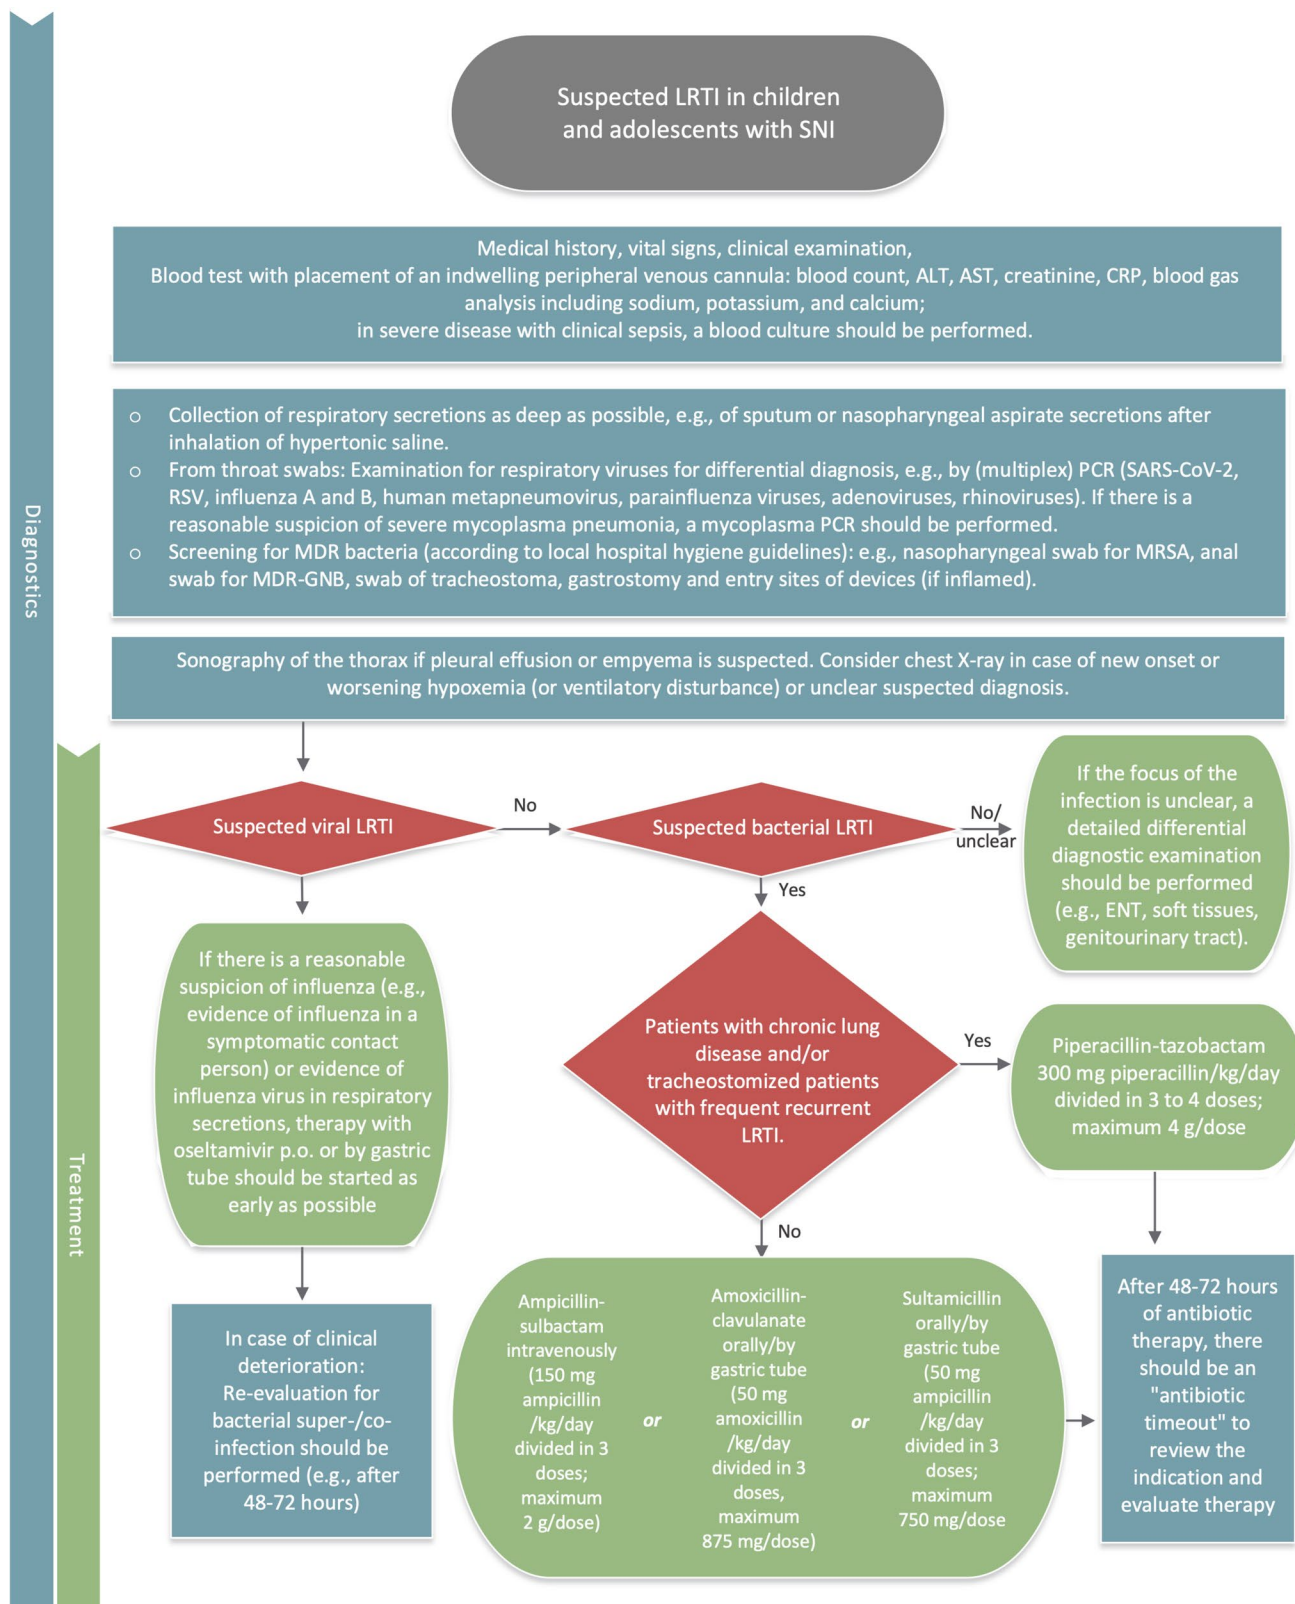 Suspected LRTI in children
and adolescents with SNI
Diagnostics
Medical history, vital signs, clinical examination,
Blood test with placement of an indwelling peripheral venous cannula: blood count, ALT, AST, creatinine, CRP, blood gas
analysis including sodium, potassium, and calcium;
in severe disease with clinical sepsis, a blood culture should be performed.
o Collection of respiratory secretions as deep as possible, e.g., of sputum or nasopharyngeal aspirate secretions after
inhalation of hypertonic saline.
o From throat swabs: Examination for respiratory viruses for differential diagnosis, e.g., by (multiplex) PCR (SARS-CoV-2,
RSV, influenza A and B, human metapneumovirus, parainfluenza viruses, adenoviruses, rhinoviruses). If there is a
reasonable suspicion of severe mycoplasma pneumonia, a mycoplasma PCR should be performed.
o Screening for MDR bacteria (according to local hospital hygiene guidelines): e.g., nasopharyngeal swab for MRSA, anal
swab for MDR-GNB, swab of tracheostoma, gastrostomy and entry sites of devices (if inflamed).
Sonography of the thorax if pleural effusion or empyema is suspected. Consider chest X-ray in case of new onset or
worsening hypoxemia (or ventilatory disturbance) or unclear suspected diagnosis.
Treatment
Suspected viral LRTI
No
Suspected bacterial LRTI
No/
unclear
If the focus of the
infection is unclear, a
detailed differential
diagnostic examination
should be performed
(e.g., ENT, soft tissues,
genitourinary tract).
Yes
If there is a reasonable
suspicion of influenza (e.g.,
evidence of influenza in a
symptomatic contact
person) or evidence of
influenza virus in respiratory
secretions, therapy with
oseltamivir p.o. or by gastric
tube should be started as
early as possible
Patients with chronic lung
disease and/or
tracheostomized patients
with frequent recurrent
LRTI.
Yes
Piperacillin-tazobactam
300 mg piperacillin/kg/day
divided in 3 to 4 doses;
maximum 4 g/dose
No
In case of clinical
deterioration:
Re-evaluation for
bacterial super-/co-
infection should be
performed (e.g., after
48-72 hours)
Ampicillin-
sulbactam
intravenously
(150 mg
ampicillin
/kg/day
divided in 3
doses;
maximum
2 g/dose)
or
Amoxicillin-
clavulanate
orally/by
gastric tube
(50 mg
amoxicillin
/kg/day
divided in 3
doses,
maximum
875 mg/dose)
or
Sultamicillin
orally/by
gastric tube
(50 mg
ampicillin
/kg/day
divided in 3
doses;
maximum
750 mg/dose
After 48-72 hours
of antibiotic
therapy, there
should be an
"antibiotic
timeout" to
review the
indication and
evaluate therapy